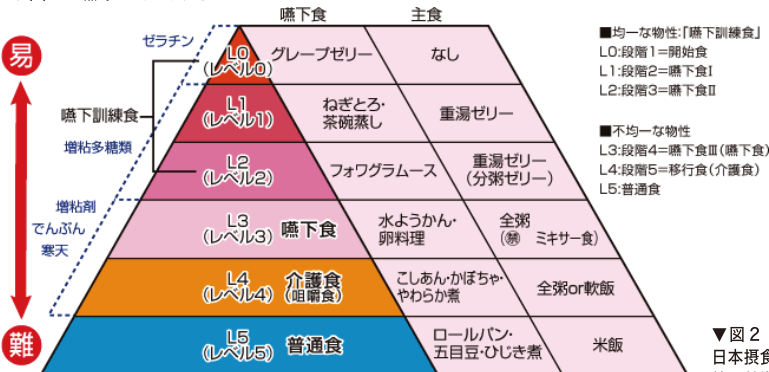 嚥下食 主食
易
ゼラチン
L0
(レベル0)
グレープゼリー
なし
嚥下訓練食
L1
(レベル1)
ねぎとろ・
茶碗蒸し
重湯ゼリー
増粘多糖類
L2
(レベル2)
フォワグラムース
重湯ゼリー
(分粥ゼリー)
増粘剤
でんぷん
寒天
L3
(レベル3)
嚥下食
水ようかん・
卵料理
全粥
(禁 ミキサー食)
L4
(レベル4)
介護食
(咀嚼食)
こしあん・かぼちゃ・
やわらか煮
全粥or軟飯
難
L5
(レベル5)
普通食
ロールパン・
五目豆・ひじき煮
米飯
■均一な物性:「嚥下訓練食」
L0:段階1=開始食
L1:段階2=嚥下食Ⅰ
L2:段階3=嚥下食Ⅱ
■不均一な物性
L3:段階4=嚥下食Ⅲ(嚥下食)
L4:段階5=移行食(介護食)
L5:普通食
▼図2
日本摂食